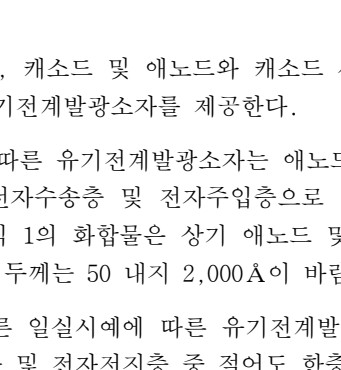 , 캐소드 및 애노드와 캐소드
기전계발광소자를 제공한다.
따른 유기전계발광소자는 애노드
전자수송층 및 전자주입층으로
1의 화합물은 상기 애노드 및
두께는 50 내지 2,000Å이 바람
른 일실시예에 따른 유기전계발
및 전자저지층 중 적어도 한층